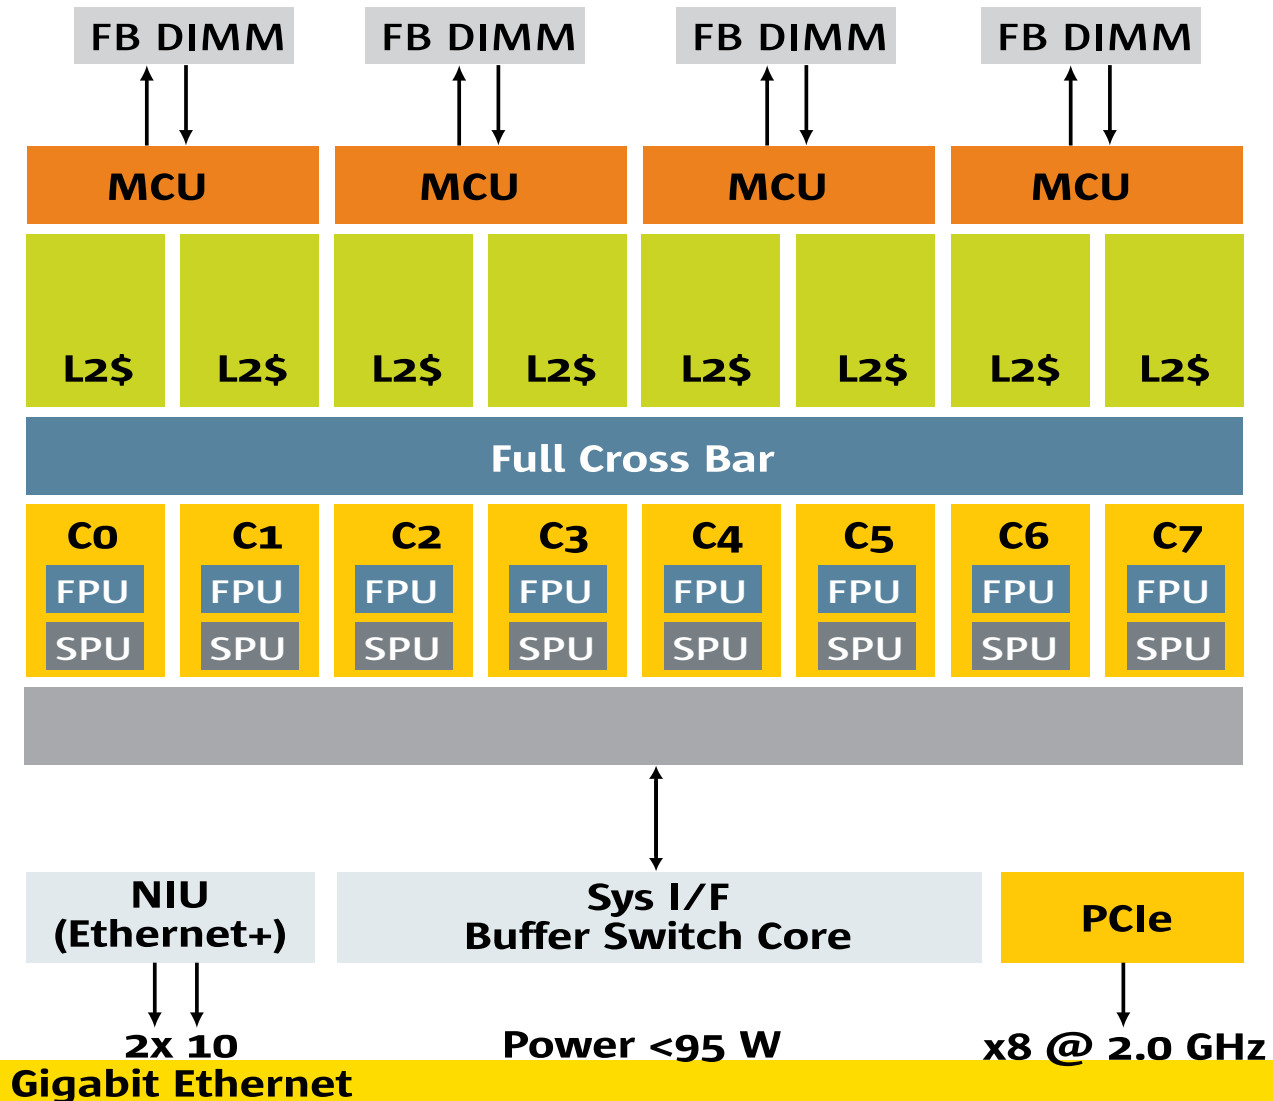 FB DIMM FB DIMM FB DIMM FB DIMM
MCU MCU MCU MCU
L2$ L2$ L2$ L2$ L2$ L2$ L2$ L2$
Full Cross Bar
C0 C1 C2 C3 C4 C5 C6 C7
FPU FPU FPU FPU FPU FPU FPU FPU
SPU SPU SPU SPU SPU SPU SPU SPU
NIU
(Ethernet+)
Sys I/F
Buffer Switch Core
PCIe
2x 10
Gigabit Ethernet
Power <95 W
x8 @ 2.0 GHz